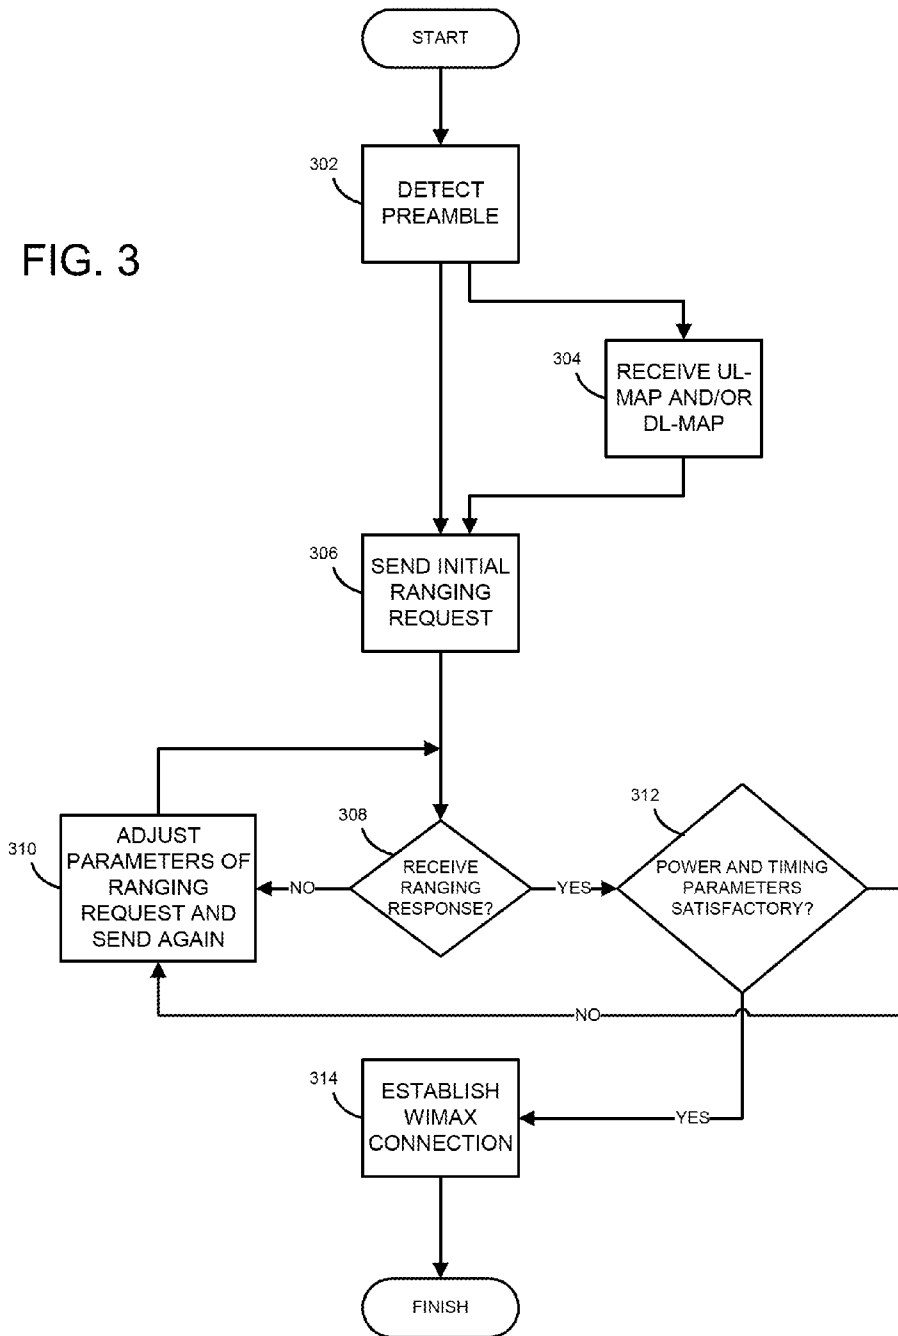 START
302
DETECT
PREAMBLE
FIG. 3
304
RECEIVE UL-
MAP AND/OR
DL-MAP
306
SEND INITIAL
RANGING
REQUEST
310
ADJUST
PARAMETERS OF
RANGING
REQUEST AND
SEND AGAIN
NO
308
RECEIVE
RANGING
RESPONSE?
YES
312
POWER AND TIMING
PARAMETERS
SATISFACTORY?
NO
314
ESTABLISH
WIMAX
CONNECTION
YES
FINISH